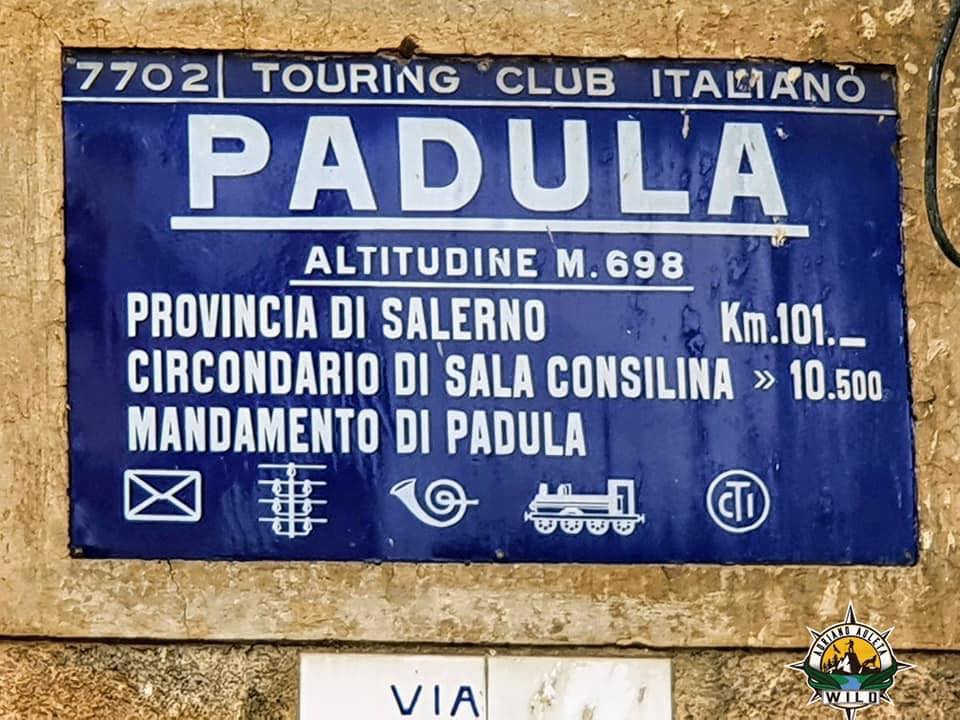 7702 | TOURING CLUB ITALIANO
PADULA
ALTITUDINE M. 698
PROVINCIA DI SALERNO Km.101._
CIRCONDARIO DI SALA CONSILINA » 10.500
MANDAMENTO DI PADULA
CTI
VIA
ADRIANO AULETA
WILD